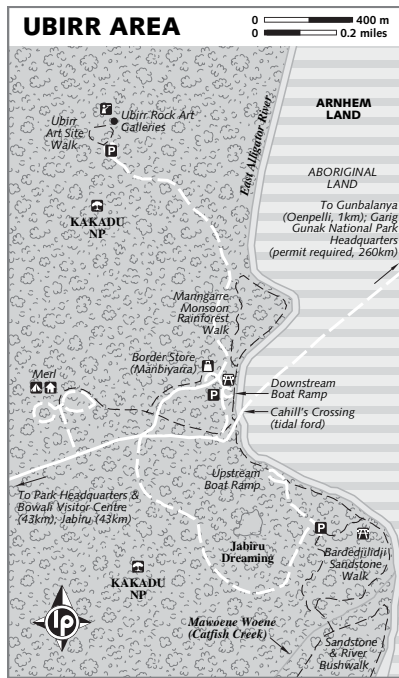 UBIRR AREA
0 400 m
0 0.2 miles
ARNHEM
LAND
East Alligator River
Ubirr
Art Site
Walk
Ubirr Rock Art
Galleries
P
ABORIGINAL
LAND
To Gunbalanya
(Oenpelli, 1km); Garig
Gunak National Park
Headquarters
(permit required, 260km)
KAKADU
NP
Manngarre
Monsoon
Rainforest
Walk
Border Store
(Manbiyarra)
Merl
P
Downstream
Boat Ramp
Cahill's Crossing
(tidal ford)
Upstream
Boat Ramp
To Park Headquarters &
Bowali Visitor Centre
(43km); Jabiru (43km)
P
Bardedjilidji
Sandstone
Walk
Jabiru
Dreaming
KAKADU
NP
Mawoene Woene
(Catfish Creek)
Sandstone
& River
Bushwalk
lp